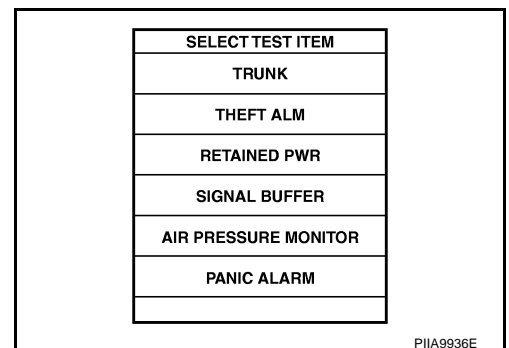 SELECT TEST ITEM
TRUNK
THEFT ALM
RETAINED PWR
SIGNAL BUFFER
AIR PRESSURE MONITOR
PANIC ALARM
PIIA9936E